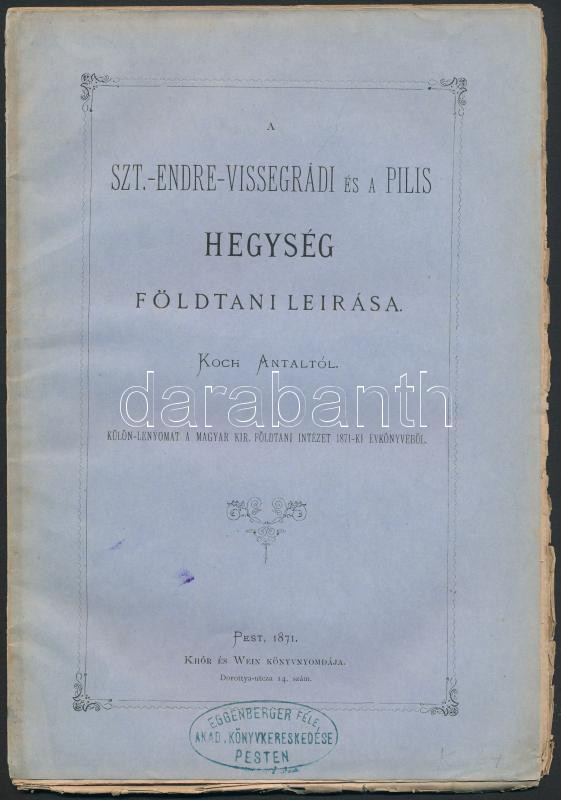 A
SZT.-ENDRE-VISSEGRÁDI ÉS A PILIS
HEGYSÉG
FÖLDTANI LEIRÁSA.
KOCH ANTALTÓL.
darabanth
KÜLÖN-LENYOMAT A MAGYAR KIR. FÖLDTANI INTÉZET 1871-KI ÉVKÖNYVÉBŐL.
PEST, 1871.
KHÓR ÉS WEIN KÖNYVNYOMDÁJA.
Dorottya-utcza 14. szám.
EGGENBERGER FÉLE,
AKAD. KÖNYVKERESKEDÉSE
PESTEN